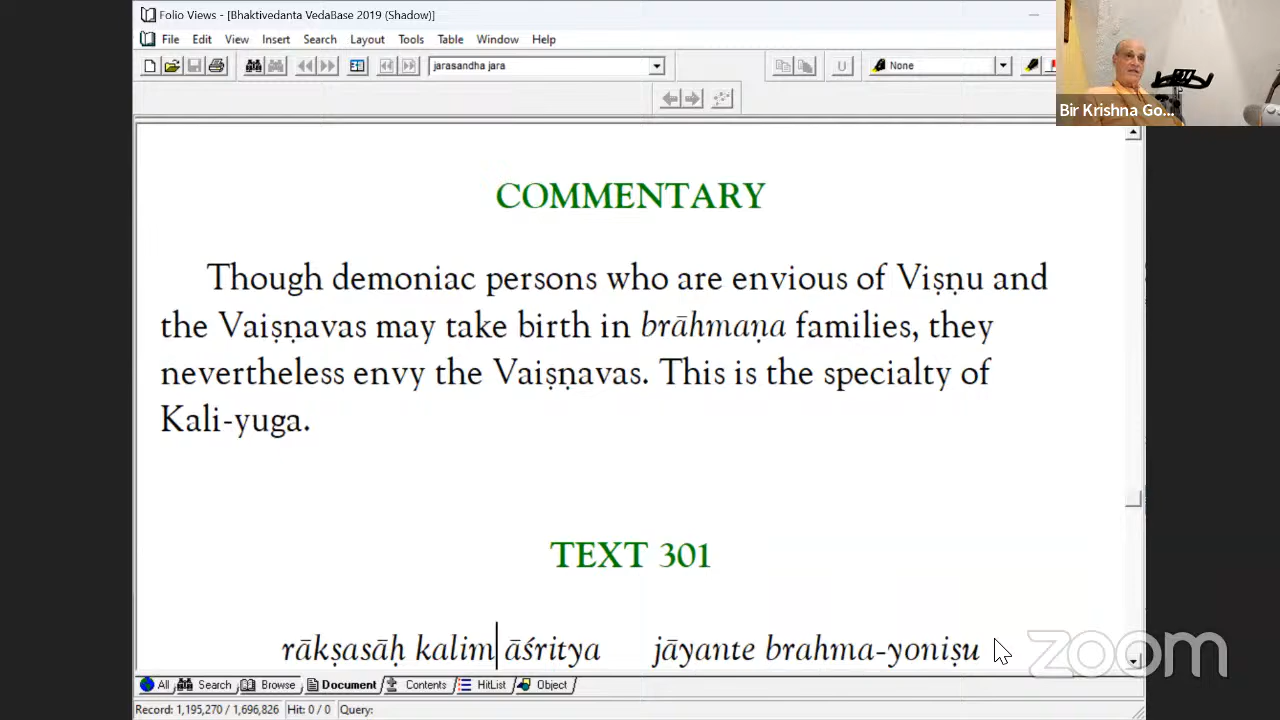 Folio Views - [Bhaktivedanta VedaBase 2019 (Shadow)]
File Edit View Insert Search Layout Tools Table Window Help
jarasandha jara
U
None
Bir Krishna Go...
COMMENTARY
Though demoniac persons who are envious of Viṣṇu and
the Vaiṣṇavas may take birth in brāhmaṇa families, they
nevertheless envy the Vaiṣṇavas. This is the specialty of
Kali-yuga.
TEXT 301
rākṣasāḥ kalim āśritya jāyante brahma-yoniṣu
zoom
All Search Browse Document Contents HitList Object
Record: 1,195,270 / 1,696,826 Hit: 0 / 0 Query: